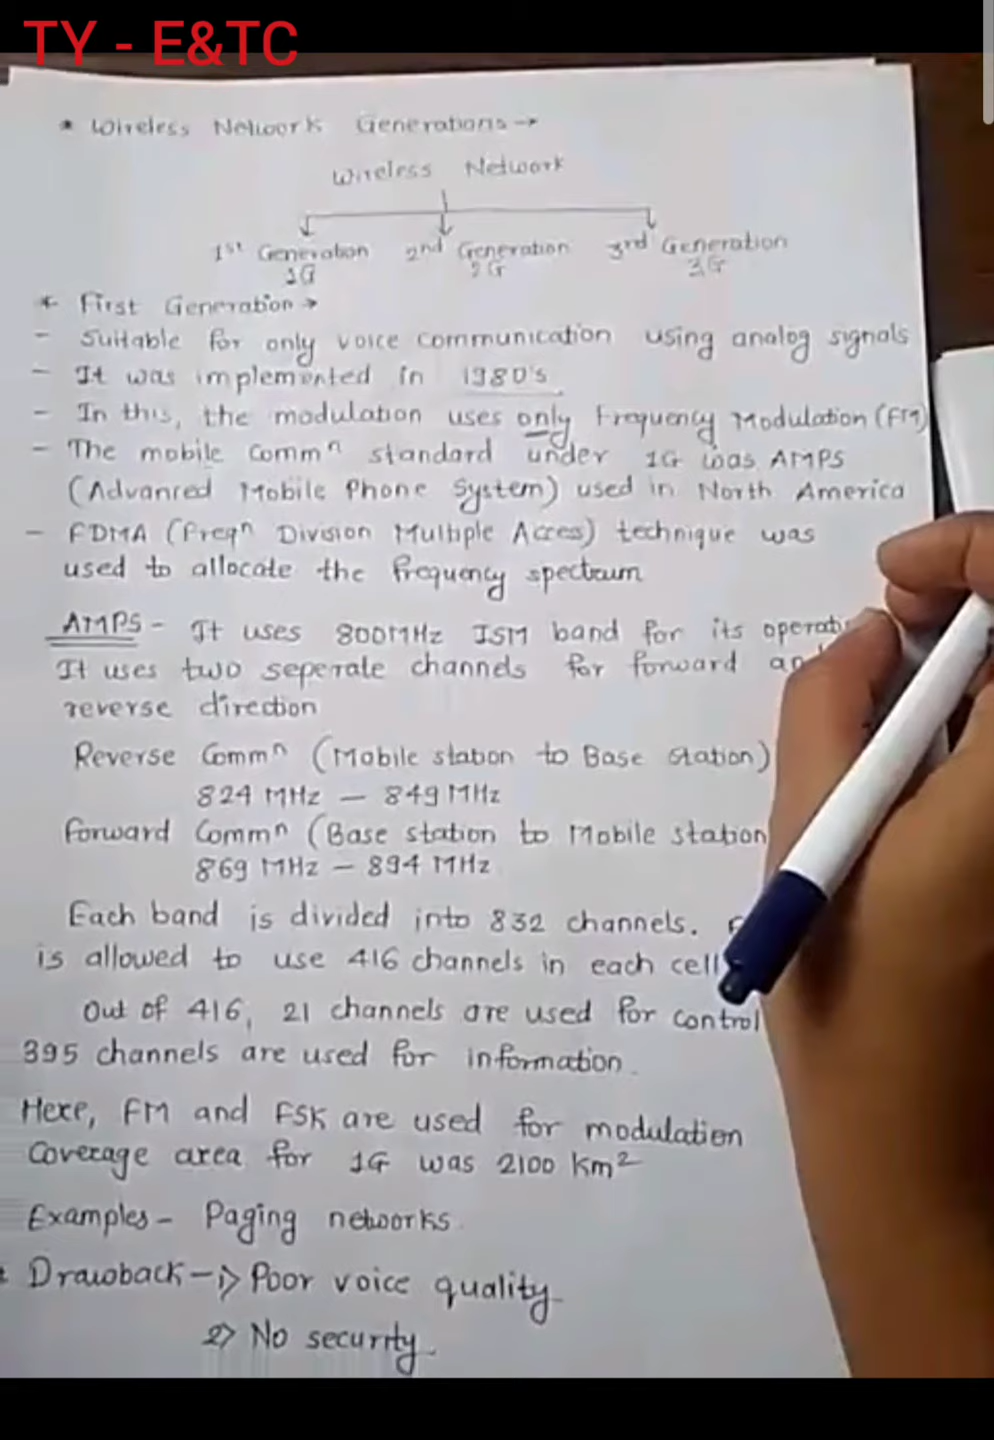 TY - E&TC
* Wireless Network Generations→
Wireless Network
1st Generation 2nd Generation 3rd Generation
1G 2G 3G
* First Generation →
- Suitable for only voice communication using analog signals
- It was implemented in 1980's
- In this, the modulation uses only Frequency Modulation (FM)
- The mobile Commⁿ standard under 1G was AMPS
(Advanced Mobile Phone System) used in North America
- FDMA (Freqⁿ Division Multiple Access) technique was
used to allocate the frequency spectrum
AMPS - It uses 800MHz ISM band for its
It uses two seperate channels for forward
reverse direction
Reverse Commⁿ (Mobile station to Base station)
824 MHz — 849 MHz
Forward Commⁿ (Base station to Mobile station
869 MHz — 894 MHz
Each band is divided into 832 channels.
is allowed to use 416 channels in each cell
Out of 416, 21 channels are used for control
395 channels are used for information.
Here, FM and FSK are used for modulation
Coverage area for 1G was 2100 km²
Examples - Paging networks.
* Drawback - 1> Poor voice quality.
2> No security.